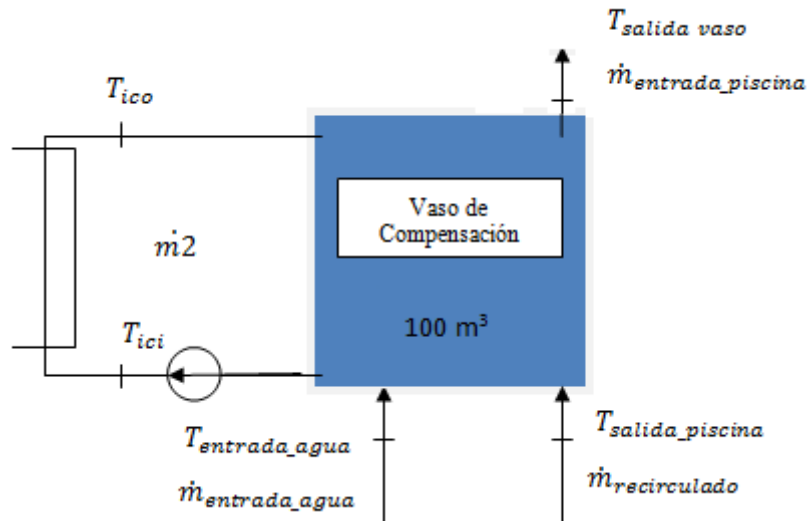 T_salida vaso
ṁ_entrada_piscina
T_ico
Vaso de
Compensación
ṁ2
100 m³
T_ici
T_entrada_agua
ṁ_entrada_agua
T_salida_piscina
ṁ_recirculado